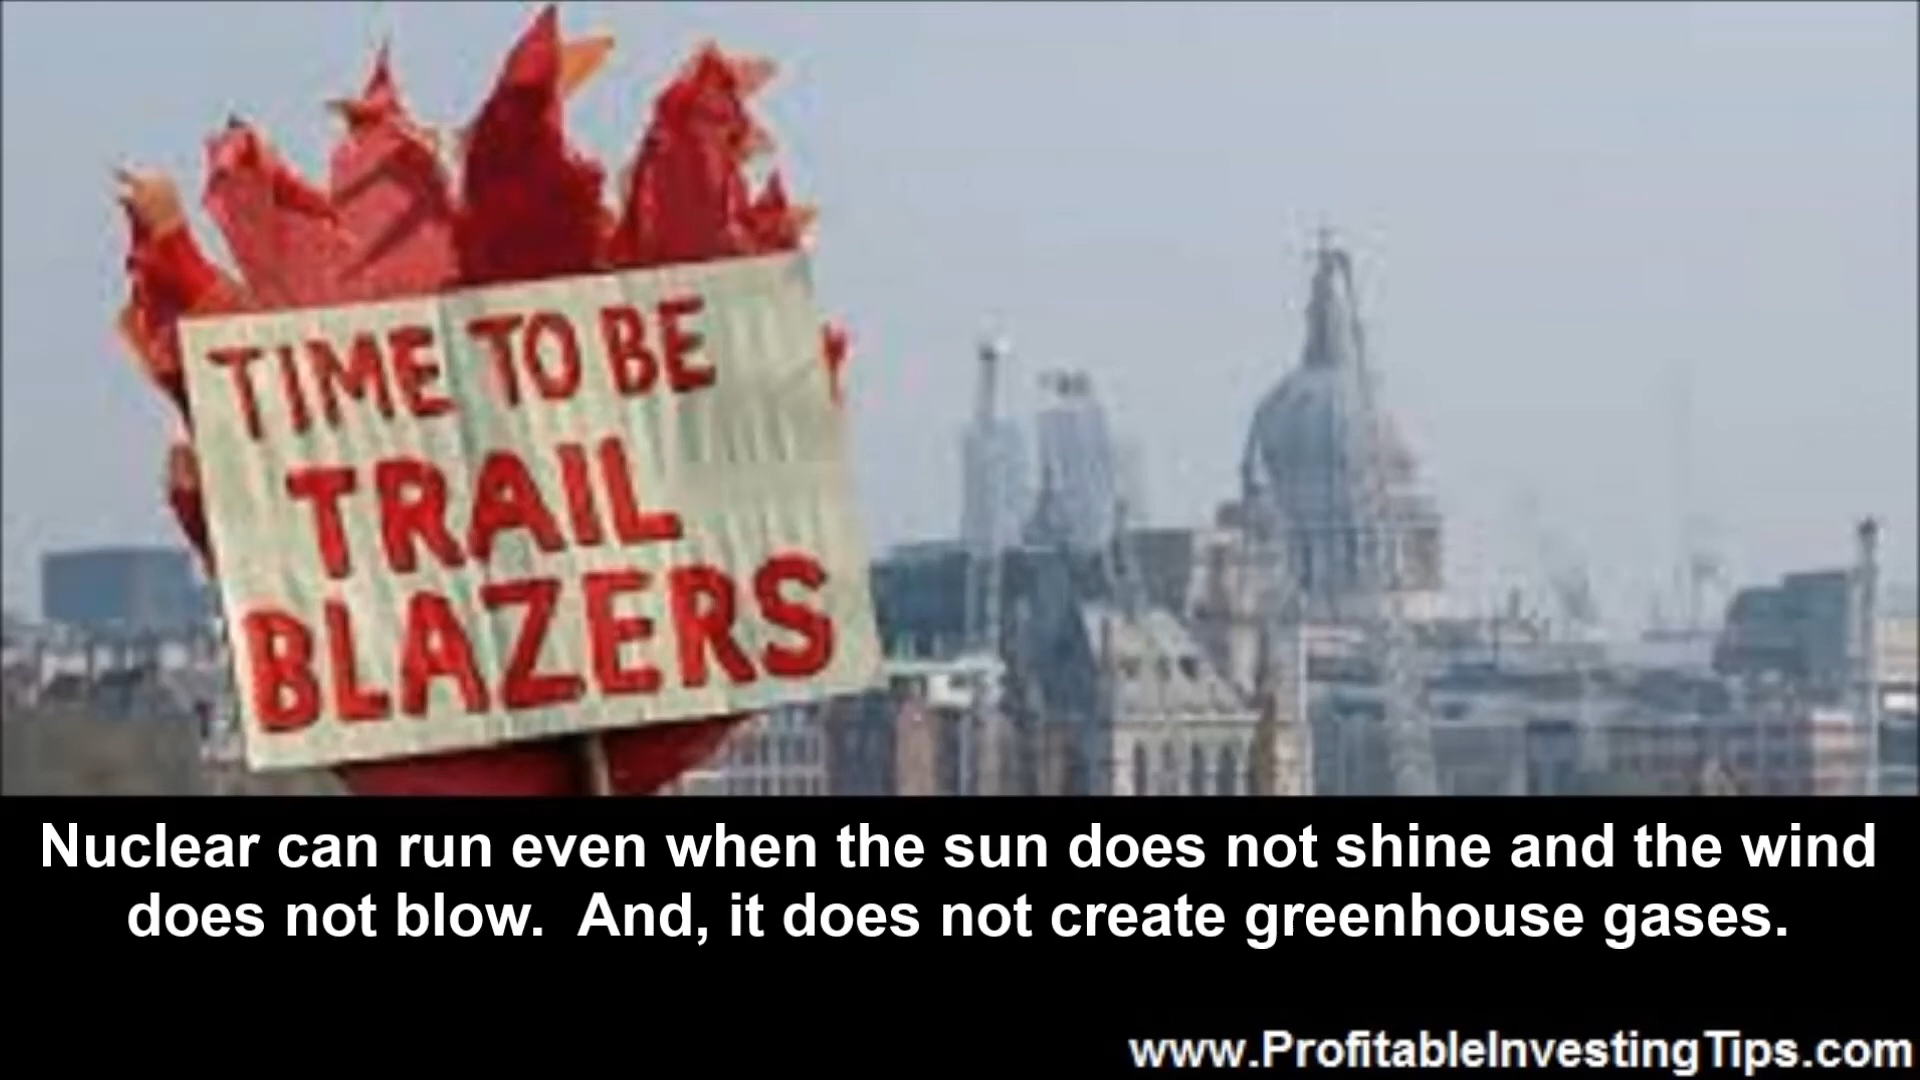 TIME TO BE
TRAIL
BLAZERS
Nuclear can run even when the sun does not shine and the wind
does not blow.  And, it does not create greenhouse gases.
www.ProfitableInvestingTips.com